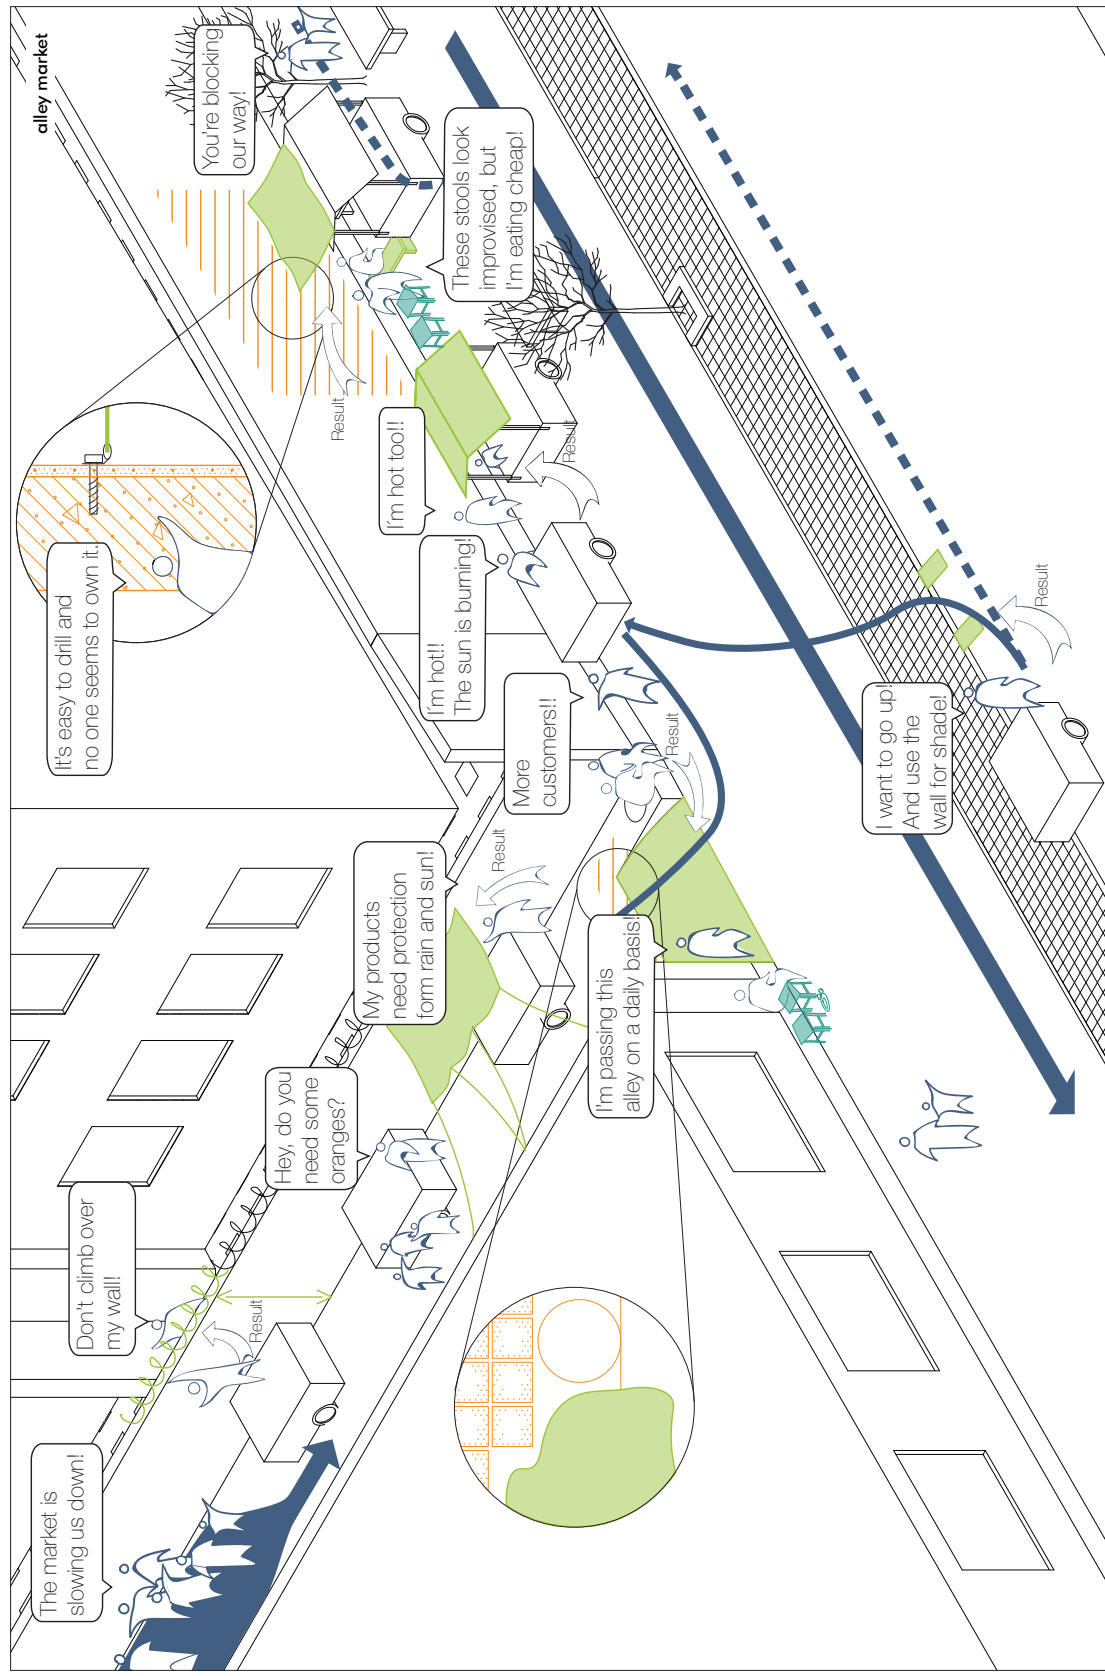 alley market
The market is
slowing us down!
It's easy to drill and
no one seems to own it.
Don't climb over
my wall!
You're blocking
our way!
Result
Hey, do you
need some
oranges?
Result
My products
need protection
form rain and sun!
I'm hot too!!
I'm hot!!
The sun is burning!
These stools look
improvised, but
I'm eating cheap!
Result
More
customers!!
Result
I'm passing this
alley on a daily basis!
Result
I want to go up!
And use the
wall for shade!
Result